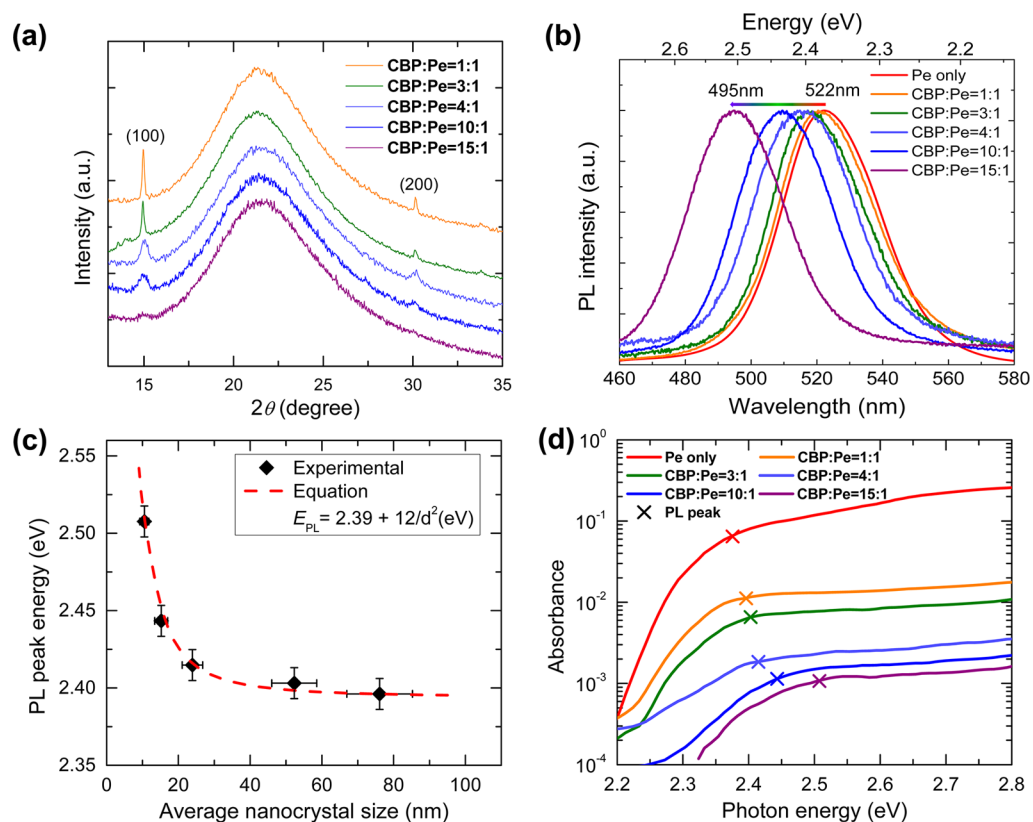 (a)
CBP:Pe=1:1
CBP:Pe=3:1
CBP:Pe=4:1
CBP:Pe=10:1
CBP:Pe=15:1
(100)
(200)
Intensity (a.u.)
15 20 25 30 35
2θ (degree)
(b)
Energy (eV)
2.6 2.5 2.4 2.3 2.2
495nm 522nm
Pe only
CBP:Pe=1:1
CBP:Pe=3:1
CBP:Pe=4:1
CBP:Pe=10:1
CBP:Pe=15:1
PL intensity (a.u.)
460 480 500 520 540 560 580
Wavelength (nm)
(c)
2.55
2.50
2.45
2.40
2.35
PL peak energy (eV)
Experimental
Equation
E_PL = 2.39 + 12/d²(eV)
0 20 40 60 80 100
Average nanocrystal size (nm)
(d)
10⁰
10⁻¹
10⁻²
10⁻³
10⁻⁴
Absorbance
Pe only CBP:Pe=1:1
CBP:Pe=3:1 CBP:Pe=4:1
CBP:Pe=10:1 CBP:Pe=15:1
PL peak
2.2 2.3 2.4 2.5 2.6 2.7 2.8
Photon energy (eV)